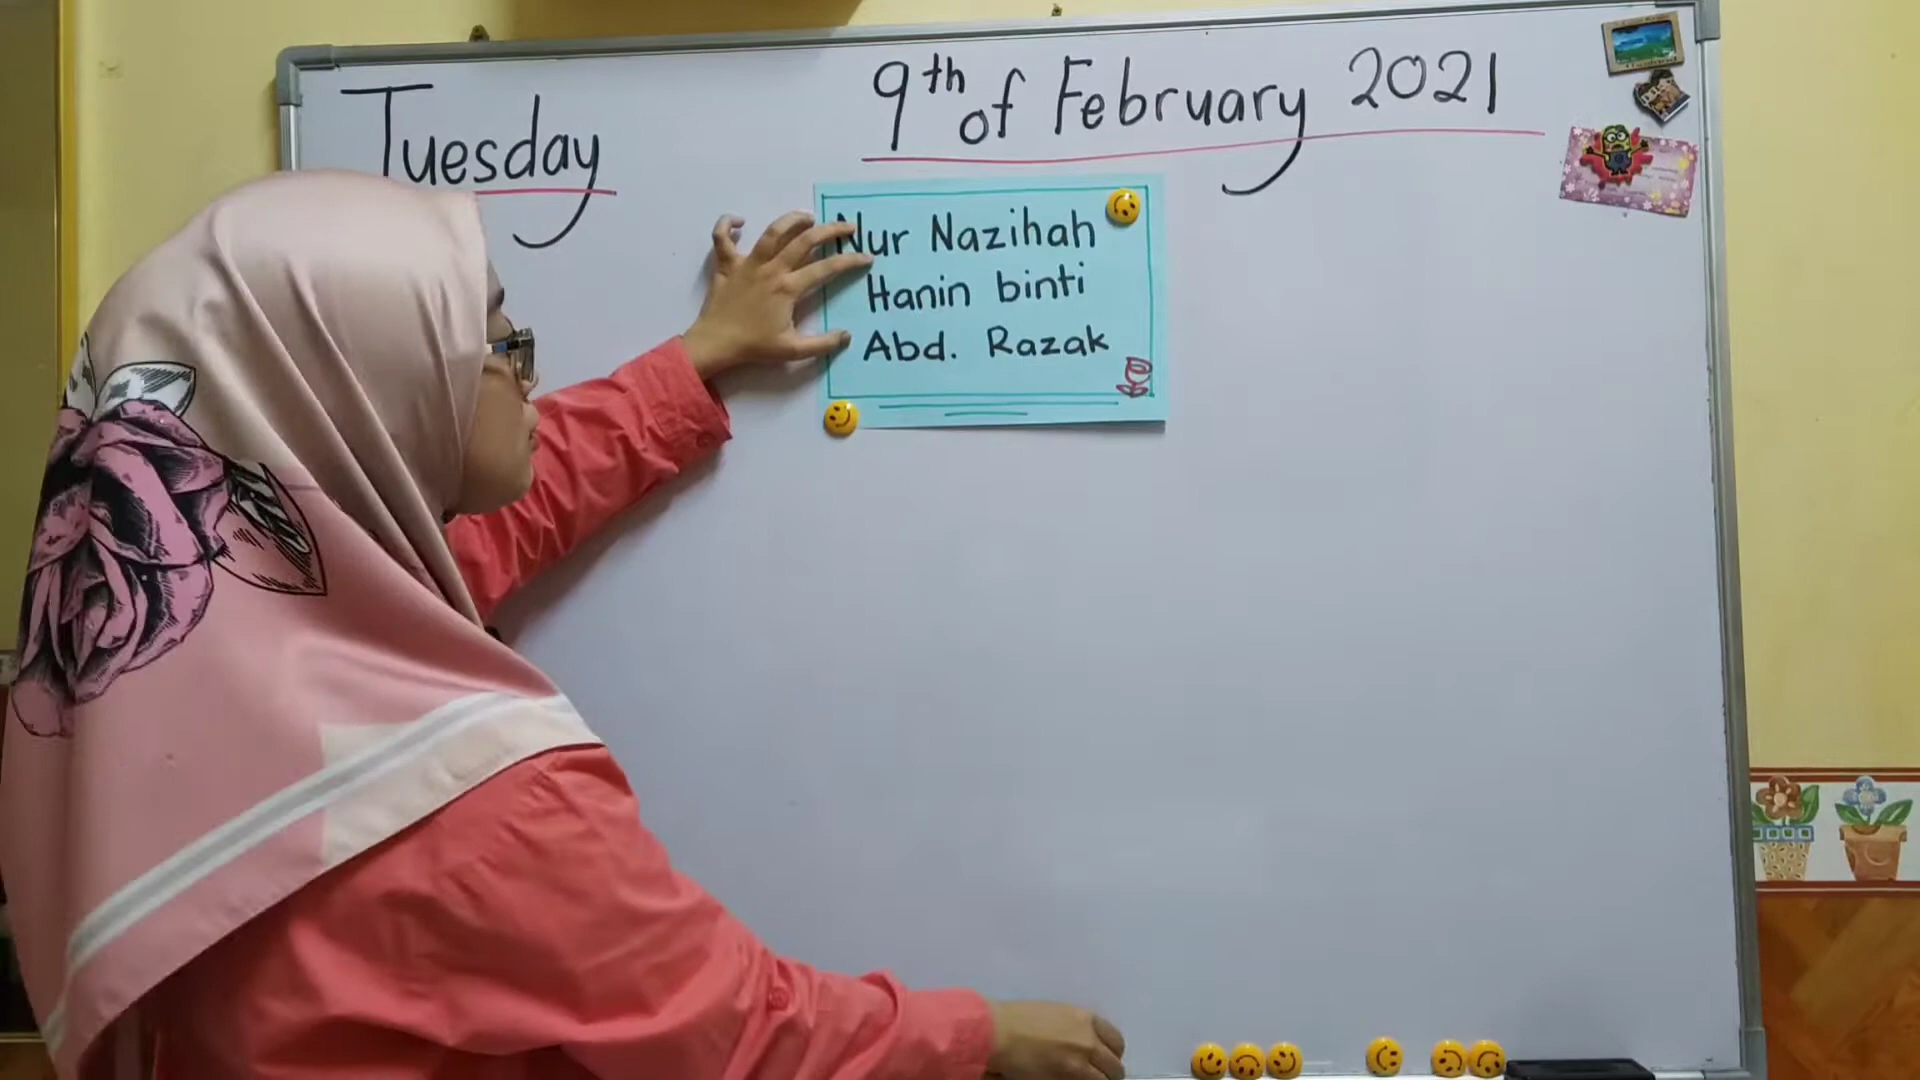 Tuesday
9th of February 2021
Nur Nazihah
Hanin binti
Abd. Razak